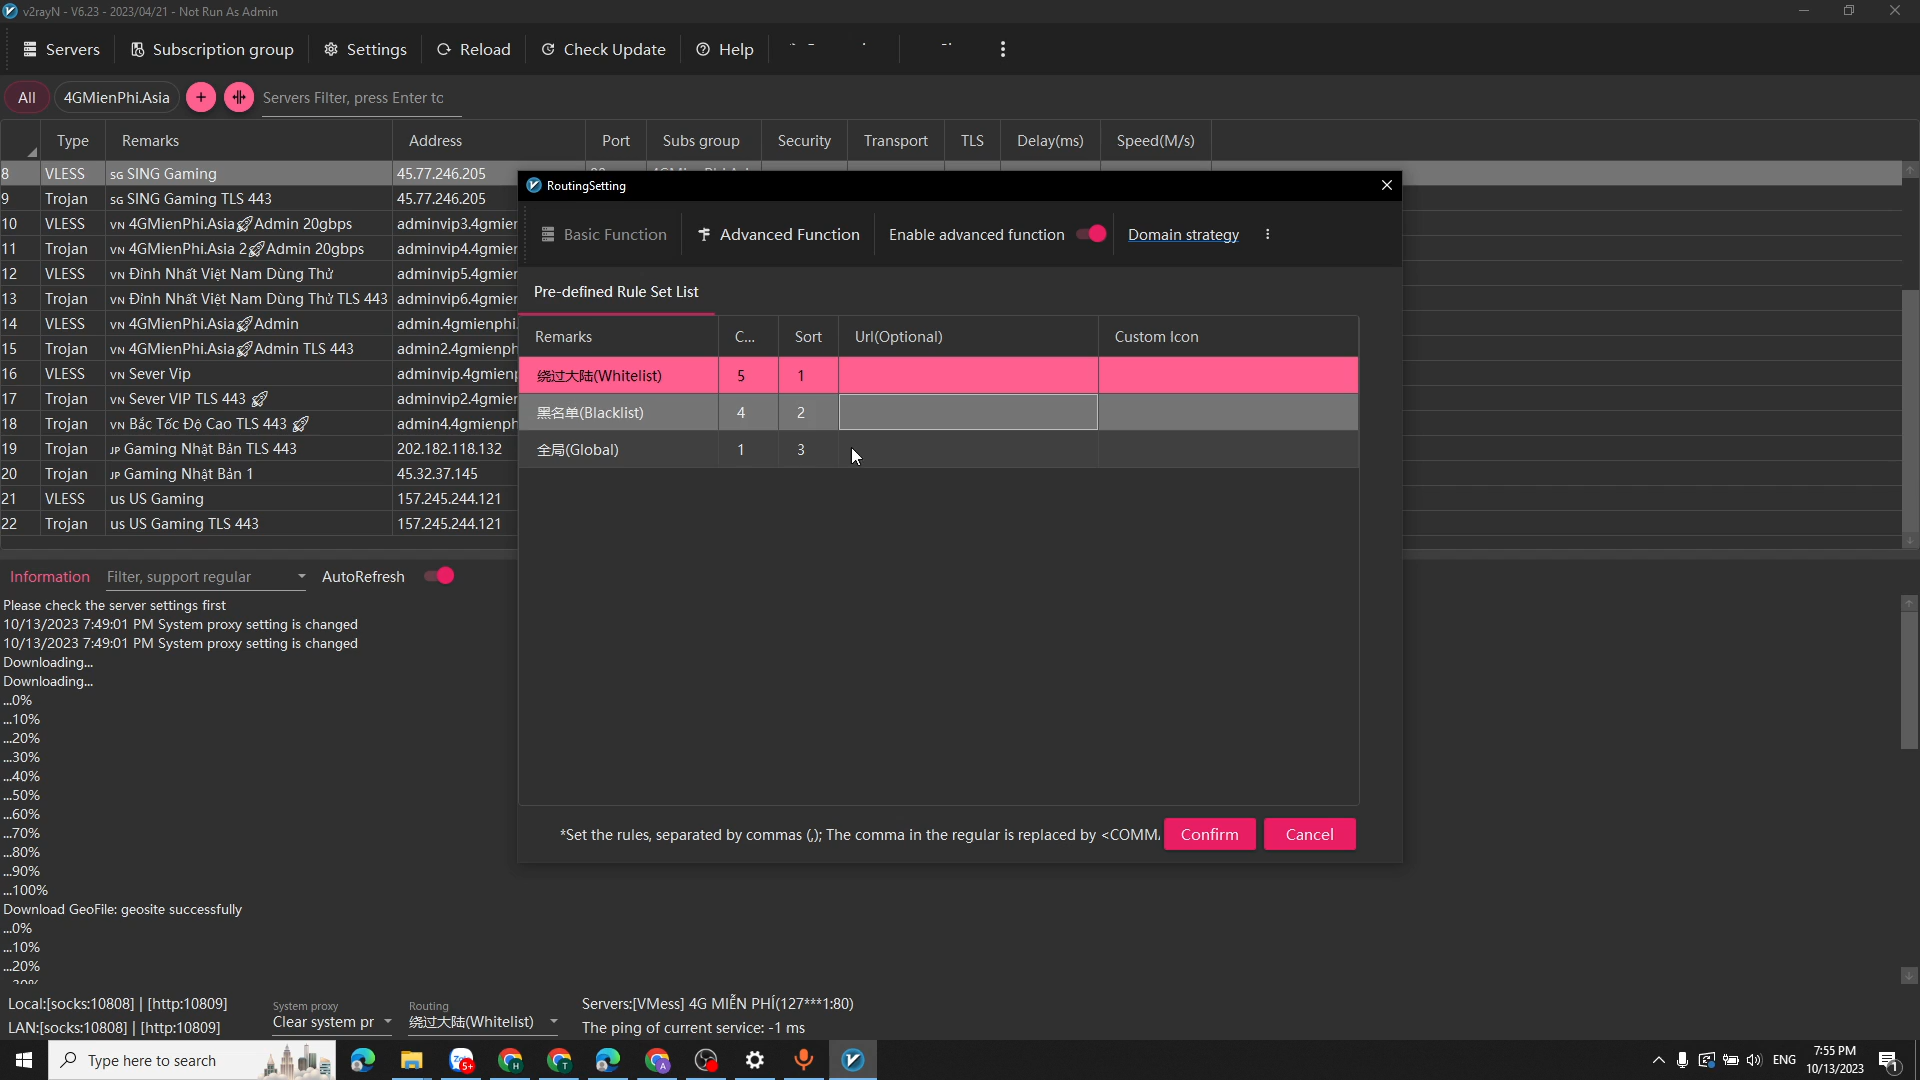 v2rayN - V6.23 - 2023/04/21 - Not Run As Admin
Servers Subscription group Settings Reload Check Update Help
All 4GMienPhi.Asia + Servers Filter, press Enter to
Type Remarks Address Port Subs group Security Transport TLS Delay(ms) Speed(M/s)
8 VLESS SG SING Gaming 45.77.246.205
9 Trojan SG SING Gaming TLS 443 45.77.246.205
10 VLESS VN 4GMienPhi.Asia🚀Admin 20gbps adminvip3.4gmien
11 Trojan VN 4GMienPhi.Asia 2🚀Admin 20gbps adminvip4.4gmien
12 VLESS VN Đỉnh Nhất Việt Nam Dùng Thử adminvip5.4gmien
13 Trojan VN Đỉnh Nhất Việt Nam Dùng Thử TLS 443 adminvip6.4gmien
14 VLESS VN 4GMienPhi.Asia🚀Admin admin.4gmienphi.
15 Trojan VN 4GMienPhi.Asia🚀Admin TLS 443 admin2.4gmienph
16 VLESS VN Sever Vip adminvip.4gmien
17 Trojan VN Sever VIP TLS 443 🚀 adminvip2.4gmien
18 Trojan VN Bắc Tốc Độ Cao TLS 443 🚀 admin4.4gmienph
19 Trojan JP Gaming Nhật Bản TLS 443 202.182.118.132
20 Trojan JP Gaming Nhật Bản 1 45.32.37.145
21 VLESS US US Gaming 157.245.244.121
22 Trojan US US Gaming TLS 443 157.245.244.121
RoutingSetting
Basic Function Advanced Function Enable advanced function Domain strategy
Pre-defined Rule Set List
Remarks C... Sort Url(Optional) Custom Icon
绕过大陆(Whitelist) 5 1
黑名单(Blacklist) 4 2
全局(Global) 1 3
*Set the rules, separated by commas (,); The comma in the regular is replaced by <COMMA Confirm Cancel
Information Filter, support regular AutoRefresh
Please check the server settings first
10/13/2023 7:49:01 PM System proxy setting is changed
10/13/2023 7:49:01 PM System proxy setting is changed
Downloading...
Downloading...
...0%
...10%
...20%
...30%
...40%
...50%
...60%
...70%
...80%
...90%
...100%
Download GeoFile: geosite successfully
...0%
...10%
...20%
...30%
Local:[socks:10808] | [http:10809]
LAN:[socks:10808] | [http:10809]
System proxy
Clear system pr
Routing
绕过大陆(Whitelist)
Servers:[VMess] 4G MIỄN PHÍ(127***1:80)
The ping of current service: -1 ms
Type here to search
5+
ENG
7:55 PM
10/13/2023
1